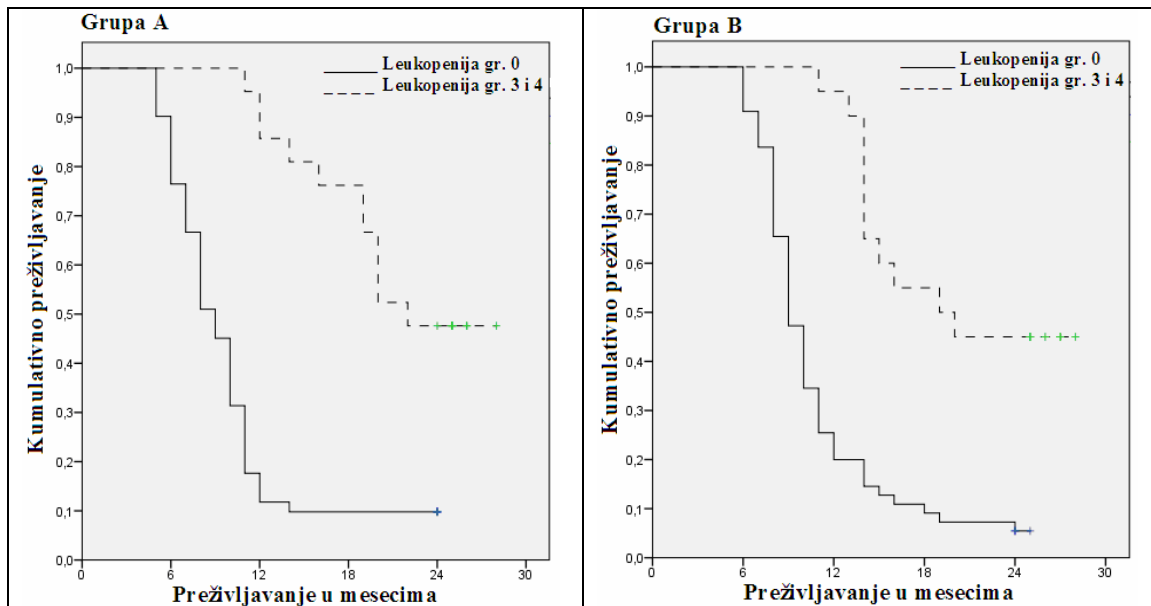 Grupa A
Leukopenija gr. 0
Leukopenija gr. 3 i 4
Kumulativno preživljavanje
1,0
0,9
0,8
0,7
0,6
0,5
0,4
0,3
0,2
0,1
0,0
0 6 12 18 24 30
Preživljavanje u mesecima
Grupa B
Leukopenija gr. 0
Leukopenija gr. 3 i 4
Kumulativno preživljavanje
1,0
0,9
0,8
0,7
0,6
0,5
0,4
0,3
0,2
0,1
0,0
0 6 12 18 24 30
Preživljavanje u mesecima